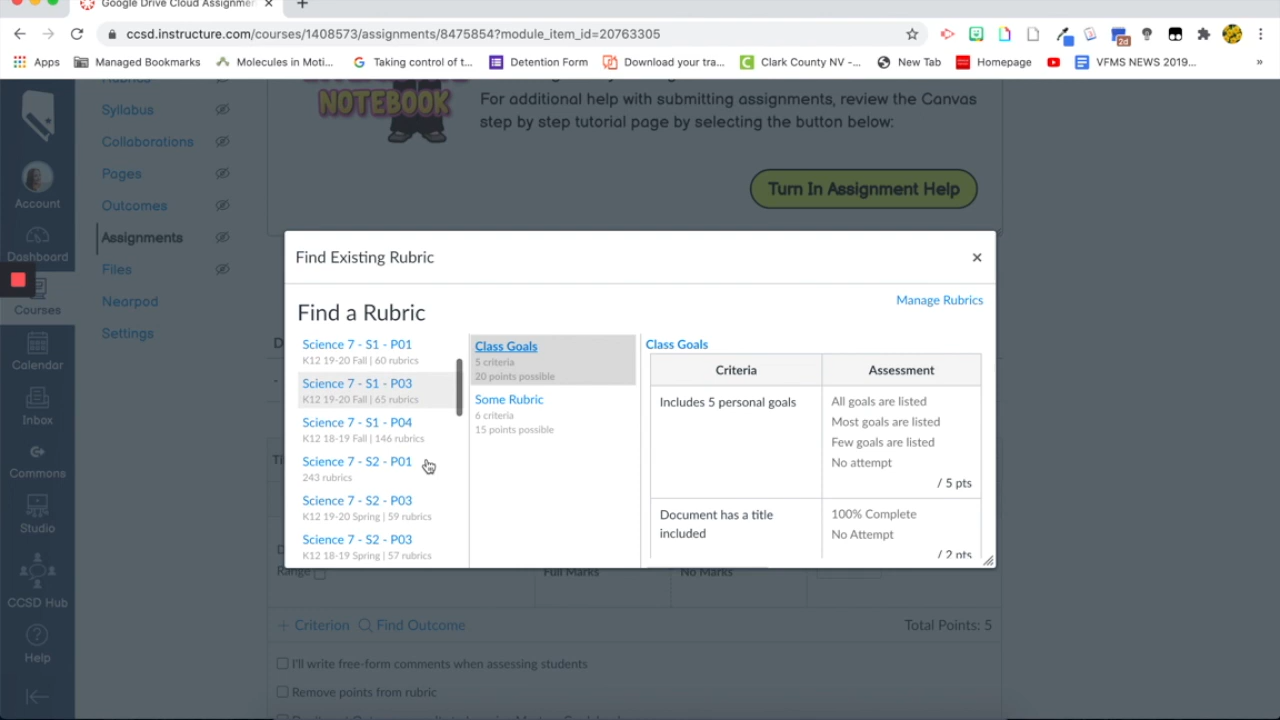 Google Drive Cloud Assignmen
ccsd.instructure.com/courses/1408573/assignments/8475854?module_item_id=20763305
2d
Apps
Managed Bookmarks
Molecules in Moti...
Taking control of t...
Detention Form
Download your tra...
Clark County NV -...
New Tab
Homepage
VFMS NEWS 2019...
»
Rubrics
Syllabus
Collaborations
Pages
Outcomes
Assignments
Files
Nearpod
Settings
Account
Dashboard
Courses
Calendar
Inbox
Commons
Studio
CCSD Hub
Help
NOTEBOOK
For additional help with submitting assignments, review the Canvas
step by step tutorial page by selecting the button below:
Turn In Assignment Help
Find Existing Rubric
×
Find a Rubric
Manage Rubrics
Science 7 - S1 - P01
K12 19-20 Fall | 60 rubrics
Science 7 - S1 - P03
K12 19-20 Fall | 65 rubrics
Science 7 - S1 - P04
K12 18-19 Fall | 146 rubrics
Science 7 - S2 - P01
243 rubrics
Science 7 - S2 - P03
K12 19-20 Spring | 59 rubrics
Science 7 - S2 - P03
K12 18-19 Spring | 57 rubrics
Class Goals
5 criteria
20 points possible
Some Rubric
6 criteria
15 points possible
Class Goals
Criteria
Assessment
Includes 5 personal goals
All goals are listed
Most goals are listed
Few goals are listed
No attempt
/ 5 pts
Document has a title
included
100% Complete
No Attempt
/ 2 pts
Range
Full Marks
No Marks
+ Criterion
Find Outcome
Total Points: 5
I'll write free-form comments when assessing students
Remove points from rubric